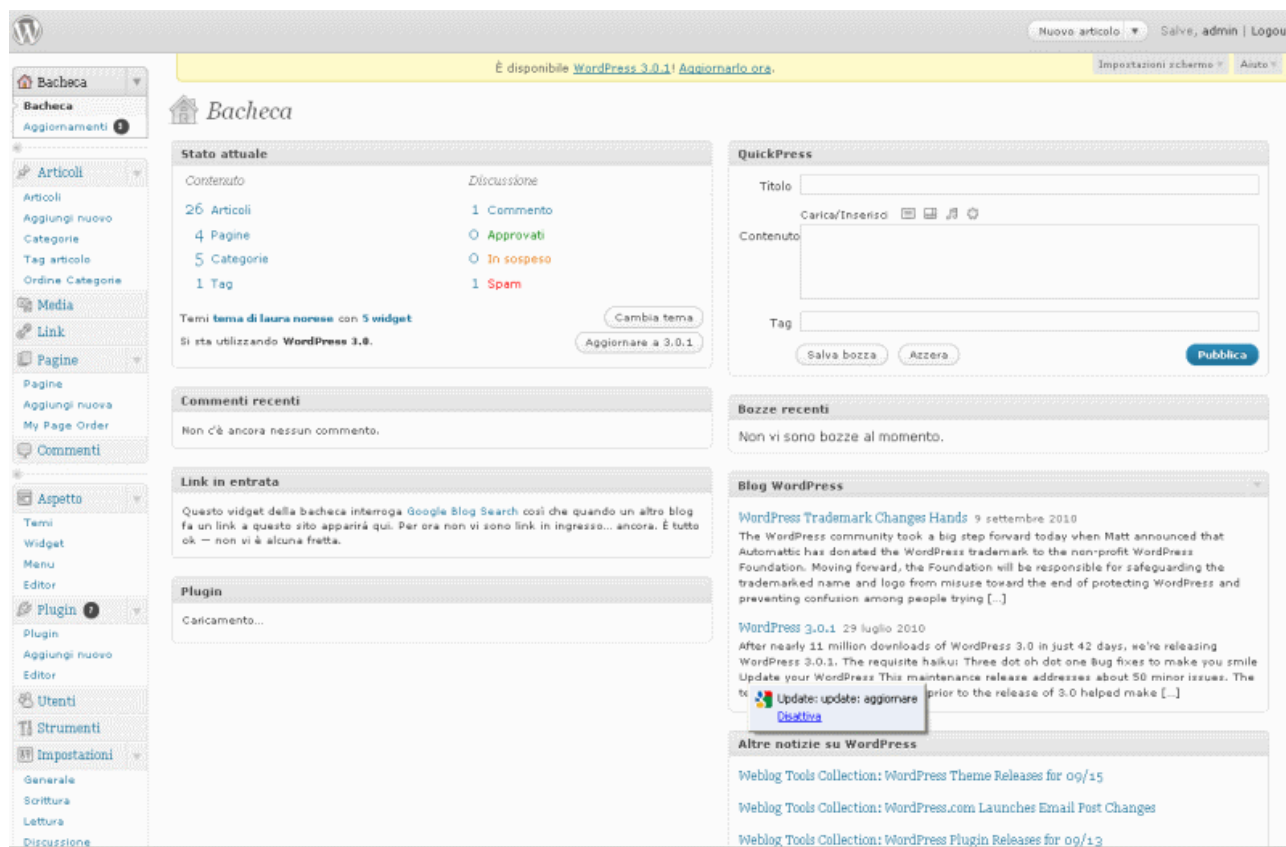 Nuovo articolo
Salve, admin | Logou
È disponibile WordPress 3.0.1! Aggiornarlo ora.
Impostazioni schermo
Aiuto
Bacheca
Bacheca
Aggiornamenti
Articoli
Articoli
Aggiungi nuovo
Categorie
Tag articolo
Ordine Categorie
Media
Link
Pagine
Pagine
Aggiungi nuova
My Page Order
Commenti
Aspetto
Temi
Widget
Menu
Editor
Plugin
Plugin
Aggiungi nuovo
Editor
Utenti
Strumenti
Impostazioni
Generale
Scrittura
Lettura
Discussione
Bacheca
Stato attuale
Contenuto
Discussione
26 Articoli
1 Commento
4 Pagine
0 Approvati
5 Categorie
0 In sospeso
1 Tag
1 Spam
Temi tema di laura norese con 5 widget
Cambia tema
Si sta utilizzando WordPress 3.0.
Aggiornare a 3.0.1
Commenti recenti
Non c'è ancora nessun commento.
Link in entrata
Questo widget della bacheca interroga Google Blog Search così che quando un altro blog
fa un link a questo sito apparirà qui. Per ora non vi sono link in ingresso... ancora. È tutto
ok — non vi è alcuna fretta.
Plugin
Caricamento...
QuickPress
Titolo
Carica/Inserisci
Contenuto
Tag
Salva bozza
Azzera
Pubblica
Bozze recenti
Non vi sono bozze al momento.
Blog WordPress
WordPress Trademark Changes Hands 9 settembre 2010
The WordPress community took a big step forward today when Matt announced that
Automattic has donated the WordPress trademark to the non-profit WordPress
Foundation. Moving forward, the Foundation will be responsible for safeguarding the
trademarked name and logo from misuse toward the end of protecting WordPress and
preventing confusion among people trying [...]
WordPress 3.0.1 29 luglio 2010
After nearly 11 million downloads of WordPress 3.0 in just 42 days, we're releasing
WordPress 3.0.1. The requisite haiku: Three dot oh dot one Bug fixes to make you smile
Update your WordPress This maintenance release addresses about 50 minor issues. The
prior to the release of 3.0 helped make [...]
Update: update: aggiornare
Disattiva
Altre notizie su WordPress
Weblog Tools Collection: WordPress Theme Releases for 09/15
Weblog Tools Collection: WordPress.com Launches Email Post Changes
Weblog Tools Collection: WordPress Plugin Releases for 09/13